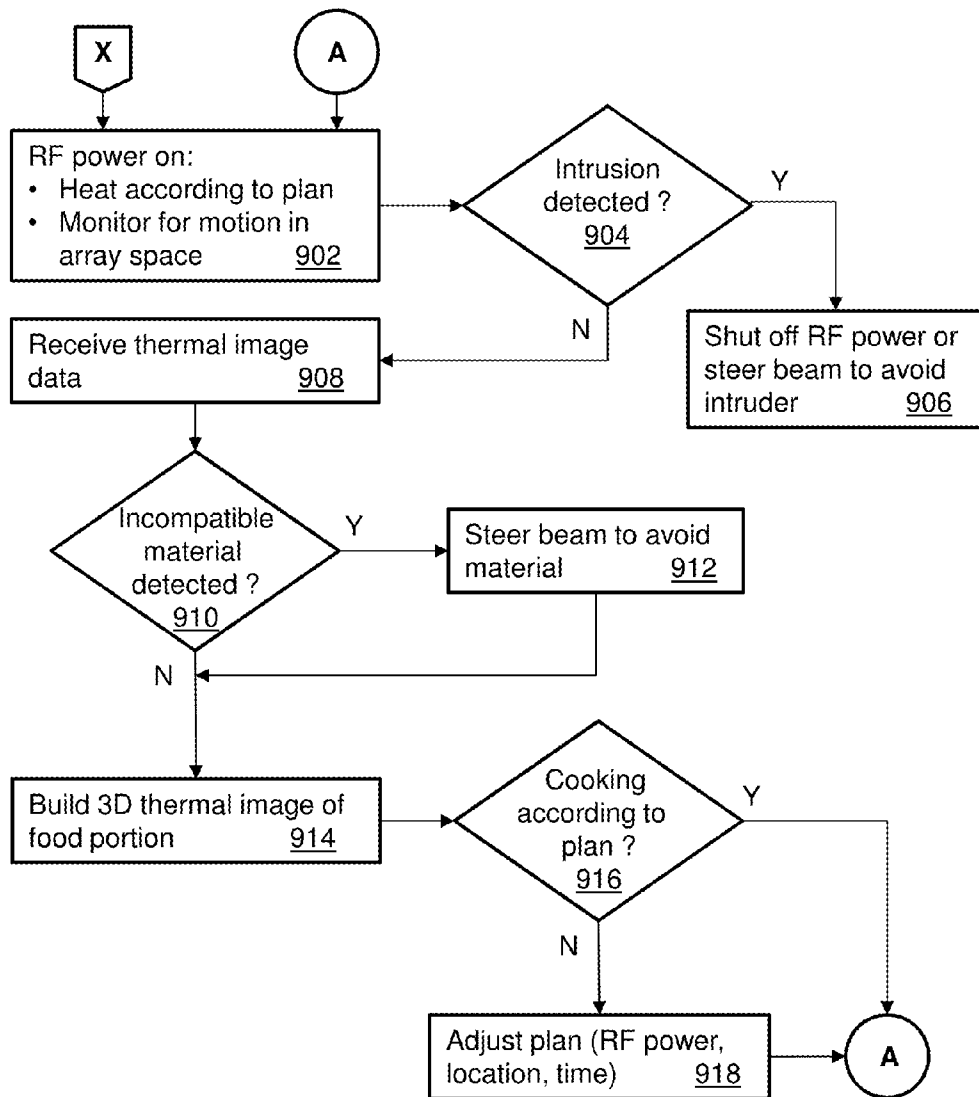 X
A
RF power on:
• Heat according to plan
• Monitor for motion in
array space 902
Intrusion
detected ?
904
Y
N
Shut off RF power or
steer beam to avoid
intruder 906
Receive thermal image
data 908
Incompatible
material
detected ?
910
Y
N
Steer beam to avoid
material 912
Build 3D thermal image of
food portion 914
Cooking
according to
plan ?
916
Y
N
Adjust plan (RF power,
location, time) 918
A